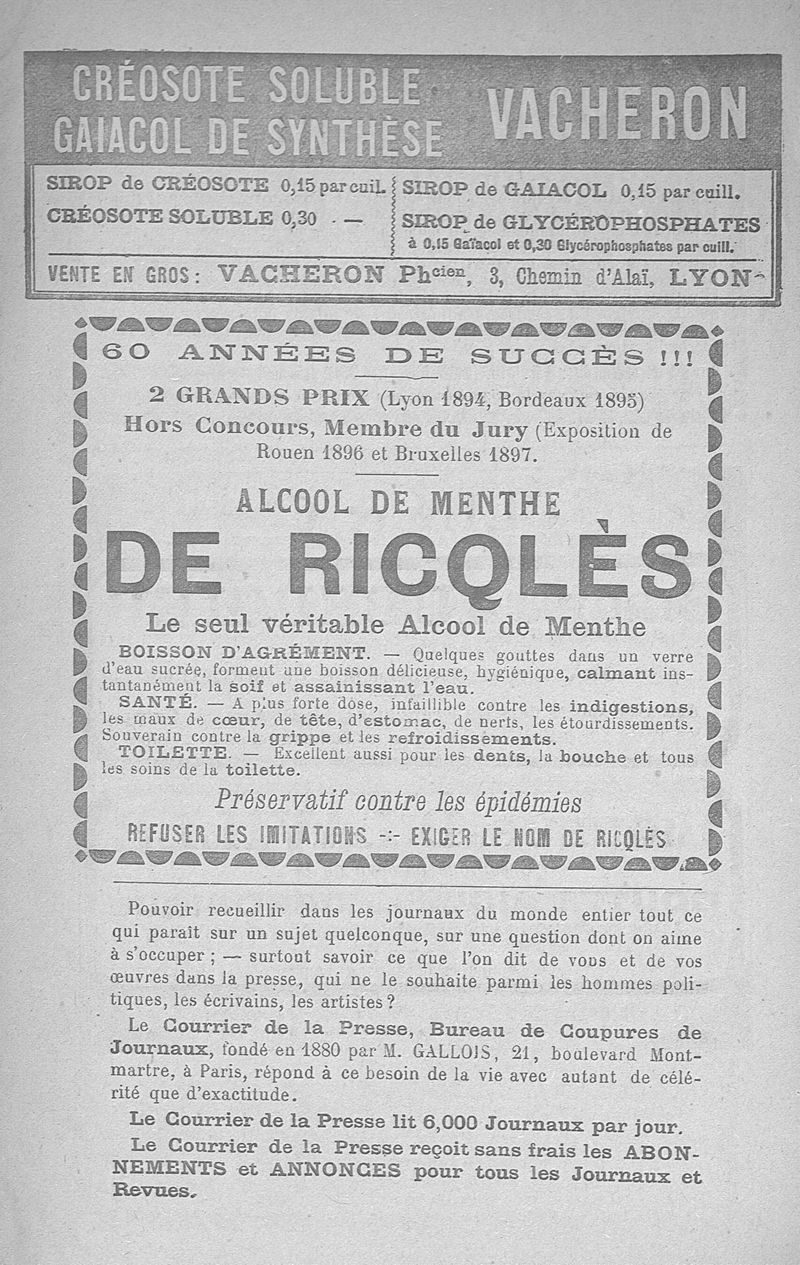 CRÉOSOTE SOLUBLE
GAIACOL DE SYNTHÈSE
VACHERON
SIROP de CRÉOSOTE 0,15 par cuil.
CRÉOSOTE SOLUBLE 0,30 - —
SIROP de GAIACOL 0,15 par cuill.
SIROP de GLYCÉROPHOSPHATES
à 0,15 Gaïacol et 0,30 Glycérophosphates par cuill.
VENTE EN GROS : VACHERON Phcien, 3, Chemin d'Alaï, LYON
60 ANNÉES DE SUCCÈS !!!
2 GRANDS PRIX (Lyon 1894, Bordeaux 1895)
Hors Concours, Membre du Jury (Exposition de
Rouen 1896 et Bruxelles 1897.
ALCOOL DE MENTHE
DE RICQLÈS
Le seul véritable Alcool de Menthe
BOISSON D'AGRÉMENT. — Quelques gouttes dans un verre
d'eau sucrée, forment une boisson délicieuse, hygiénique, calmant ins-
tantanément la soif et assainissant l'eau.
SANTÉ. — A plus forte dose, infaillible contre les indigestions,
les maux de cœur, de tête, d'estomac, de nerfs, les étourdissements.
Souverain contre la grippe et les refroidissements.
TOILETTE. — Excellent aussi pour les dents, la bouche et tous
les soins de la toilette.
Préservatif contre les épidémies
REFUSER LES IMITATIONS -:- EXIGER LE NOM DE RICQLÈS
Pouvoir recueillir dans les journaux du monde entier tout ce
qui paraît sur un sujet quelconque, sur une question dont on aime
à s'occuper ; — surtout savoir ce que l'on dit de vous et de vos
œuvres dans la presse, qui ne le souhaite parmi les hommes poli-
tiques, les écrivains, les artistes ?
Le Courrier de la Presse, Bureau de Coupures de
Journaux, fondé en 1880 par M. GALLOIS, 21, boulevard Mont-
martre, à Paris, répond à ce besoin de la vie avec autant de célé-
rité que d'exactitude.
Le Courrier de la Presse lit 6,000 Journaux par jour.
Le Courrier de la Presse reçoit sans frais les ABON-
NEMENTS et ANNONCES pour tous les Journaux et
Revues.